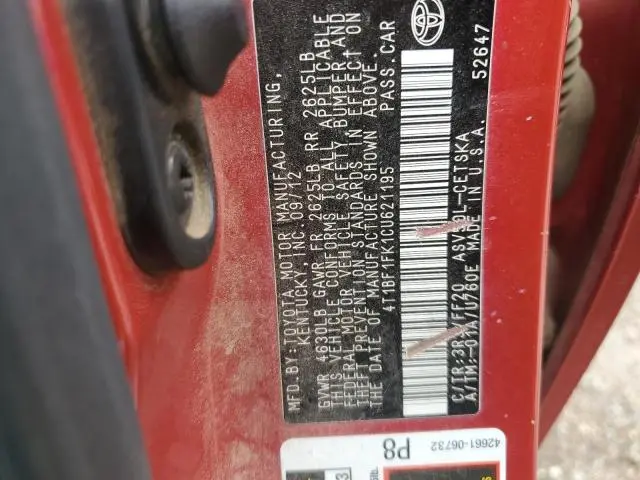 MFD.BY:TOYOTA MOTOR MANUFACTURING,
KENTUCKY, INC. 09/12
GVWR 4630LB GAWR FR 2625LB RR 2625LB
THIS VEHICLE CONFORMS TO ALL APPLICABLE
FEDERAL MOTOR VEHICLE SAFETY, BUMPER, AND
THEFT PREVENTION STANDARDS IN EFFECT ON
THE DATE OF MANUFACTURE SHOWN ABOVE.
4T1BF1FK1CU621195 PASS.CAR
C/TR:3R3/FF20 ASV50L-CETSKA
A/TM:-01A/U760E MADE IN U.S.A.
52647
42661-06732
P8